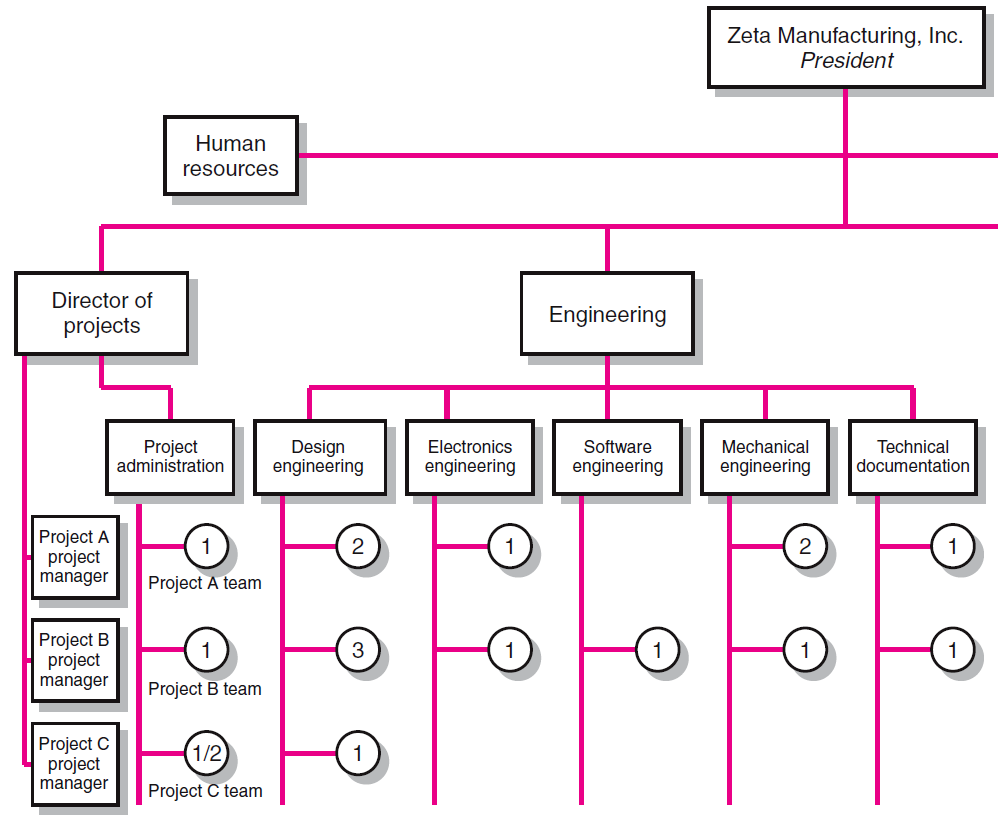 Zeta Manufacturing, Inc.
President
Human
resources
Director of
projects
Engineering
Project
administration
Design
engineering
Electronics
engineering
Software
engineering
Mechanical
engineering
Technical
documentation
Project A
project
manager
1
2
1
2
1
Project A team
Project B
project
manager
1
3
1
1
1
1
Project B team
Project C
project
manager
1/2
1
Project C team